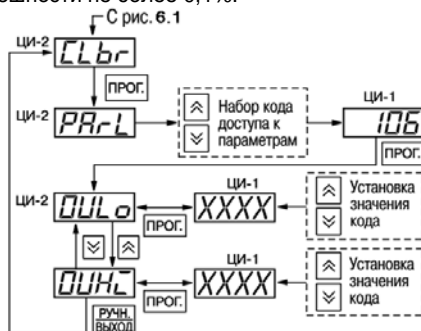 ешности не более 0,1%.
С рис. 6.1
ЦИ-2 CLbr
ПРОГ.
ЦИ-2 PArL
Набор кода
доступа к
параметрам
ЦИ-1
106
ПРОГ.
ЦИ-2 OULo
ПРОГ.
ЦИ-1
XXXX
Установка
значения
кода
OUHI
ПРОГ.
ЦИ-1
XXXX
Установка
значения
кода
РУЧН.
ВЫХОД